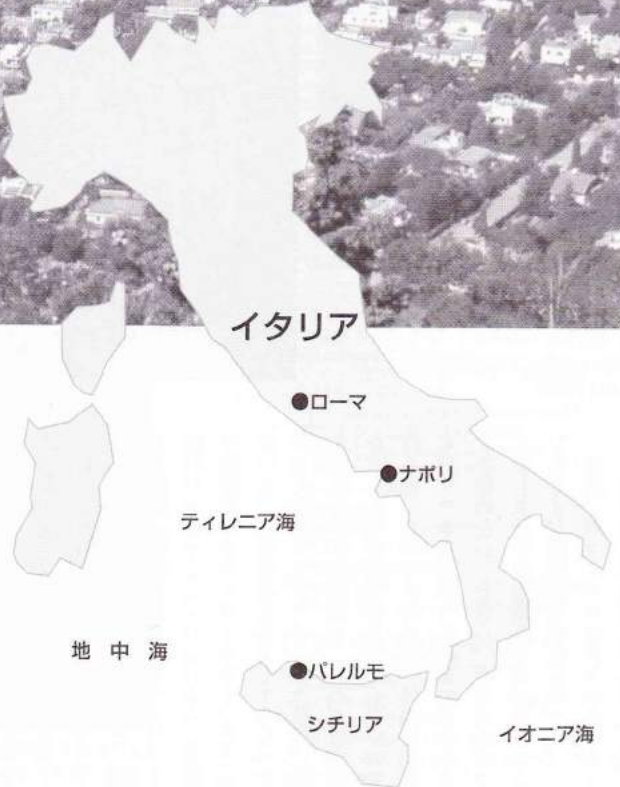 イタリア
ローマ
ナポリ
ティレニア海
地中海
パレルモ
シチリア
イオニア海